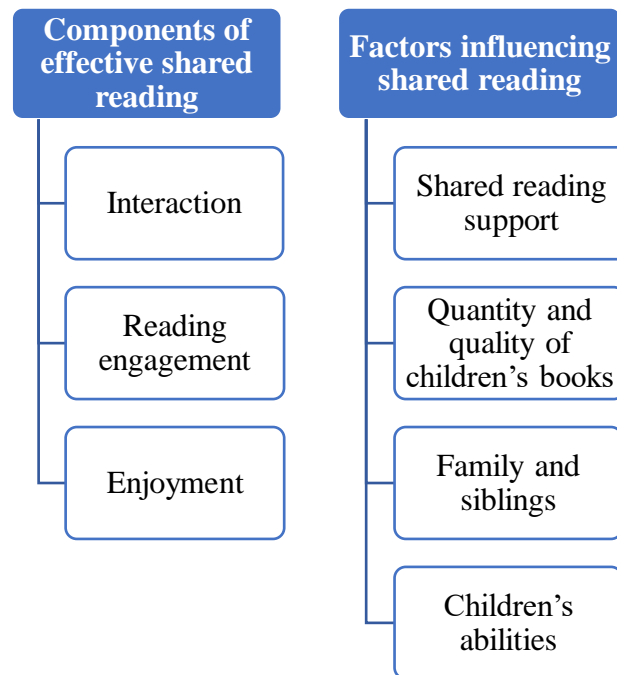 Components of
effective shared
reading
Interaction
Reading
engagement
Enjoyment
Factors influencing
shared reading
Shared reading
support
Quantity and
quality of
children’s books
Family and
siblings
Children’s
abilities